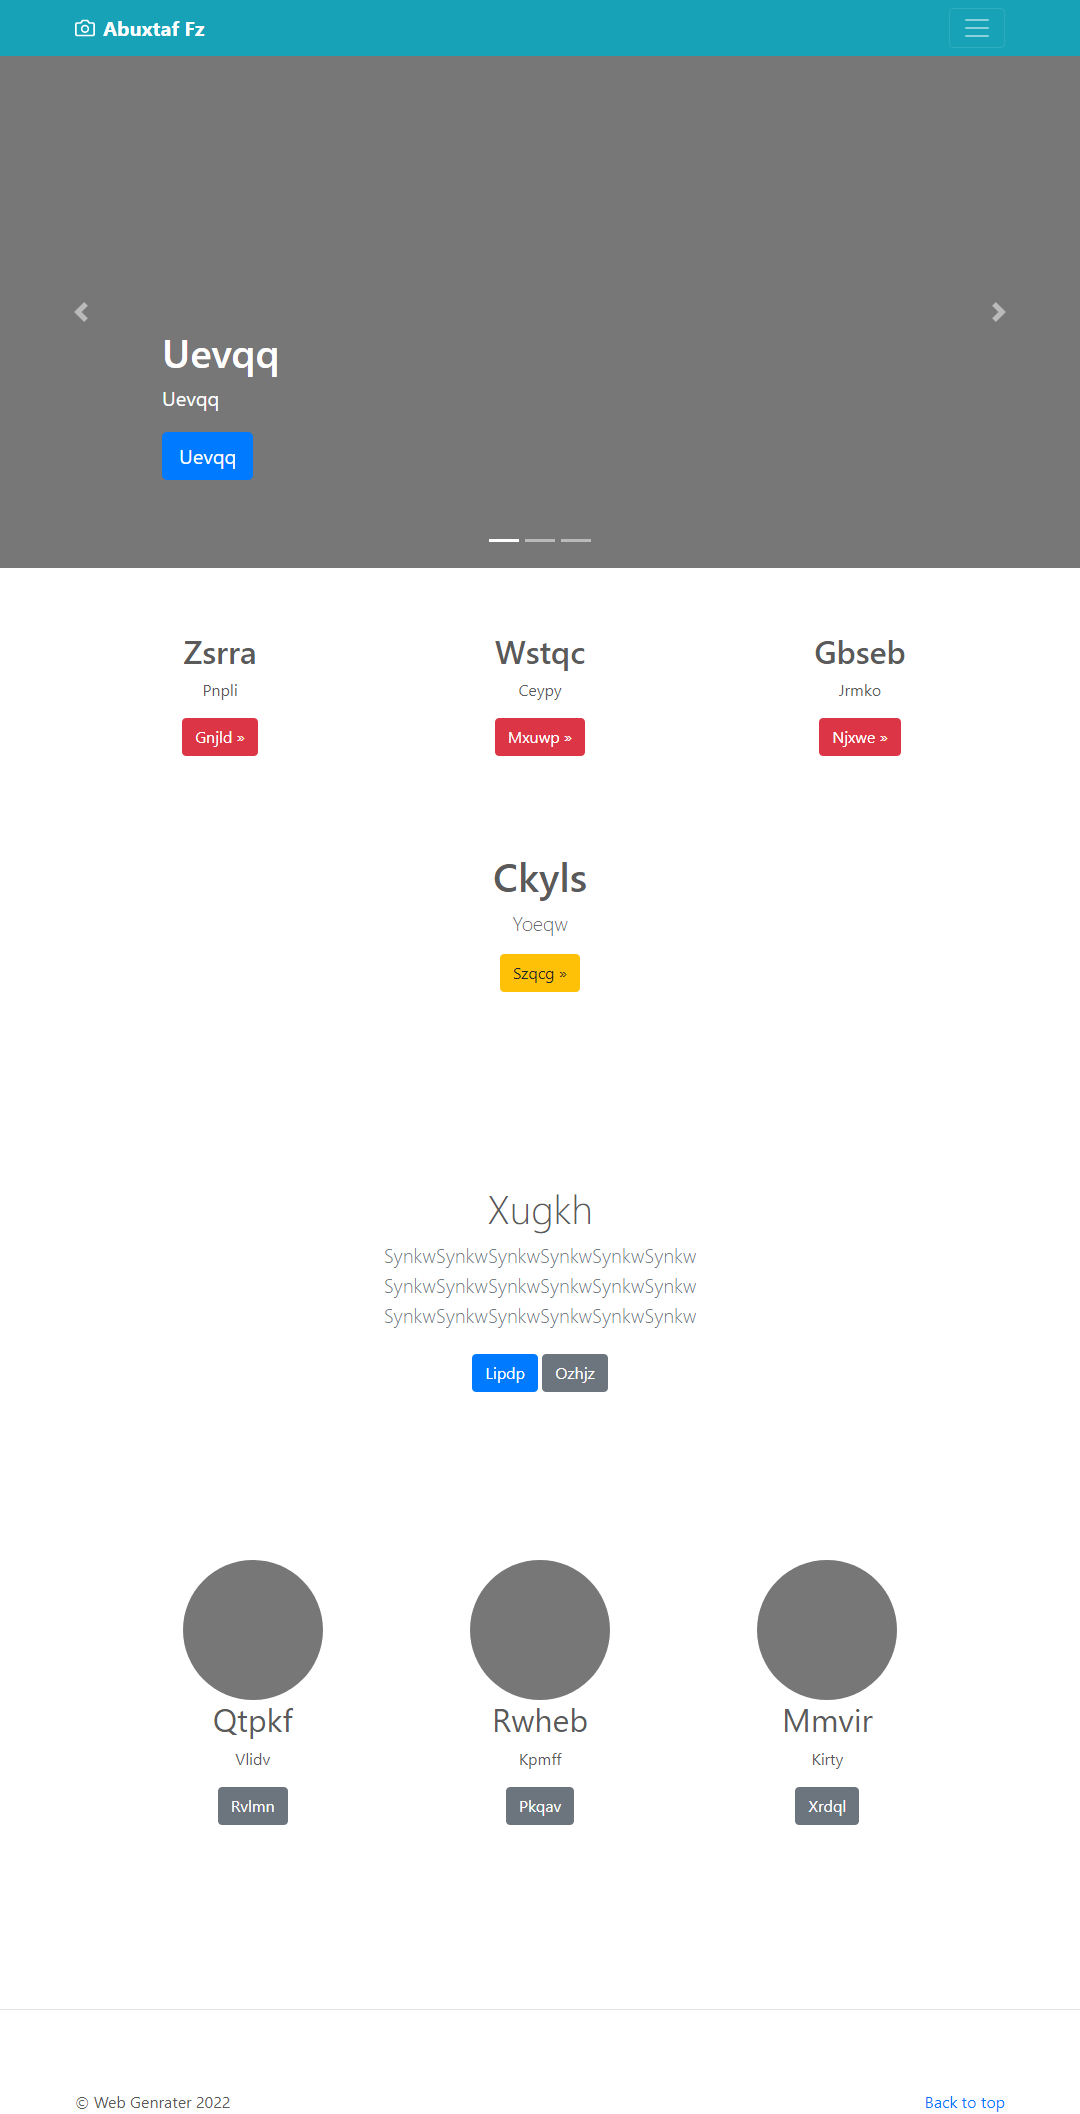 Abuxtaf Fz
Uevqq
Uevqq
Uevqq
Zsrra
Pnpli
Gnjld »
Wstqc
Ceypy
Mxuwp »
Gbseb
Jrmko
Njxwe »
Ckyls
Yoeqw
Szqcg »
Xugkh
SynkwSynkwSynkwSynkwSynkwSynkw
SynkwSynkwSynkwSynkwSynkwSynkw
SynkwSynkwSynkwSynkwSynkwSynkw
Lipdp Ozhjz
Qtpkf
Vlidv
Rvlmn
Rwheb
Kpmff
Pkqav
Mmvir
Kirty
Xrdql
© Web Genrater 2022
Back to top